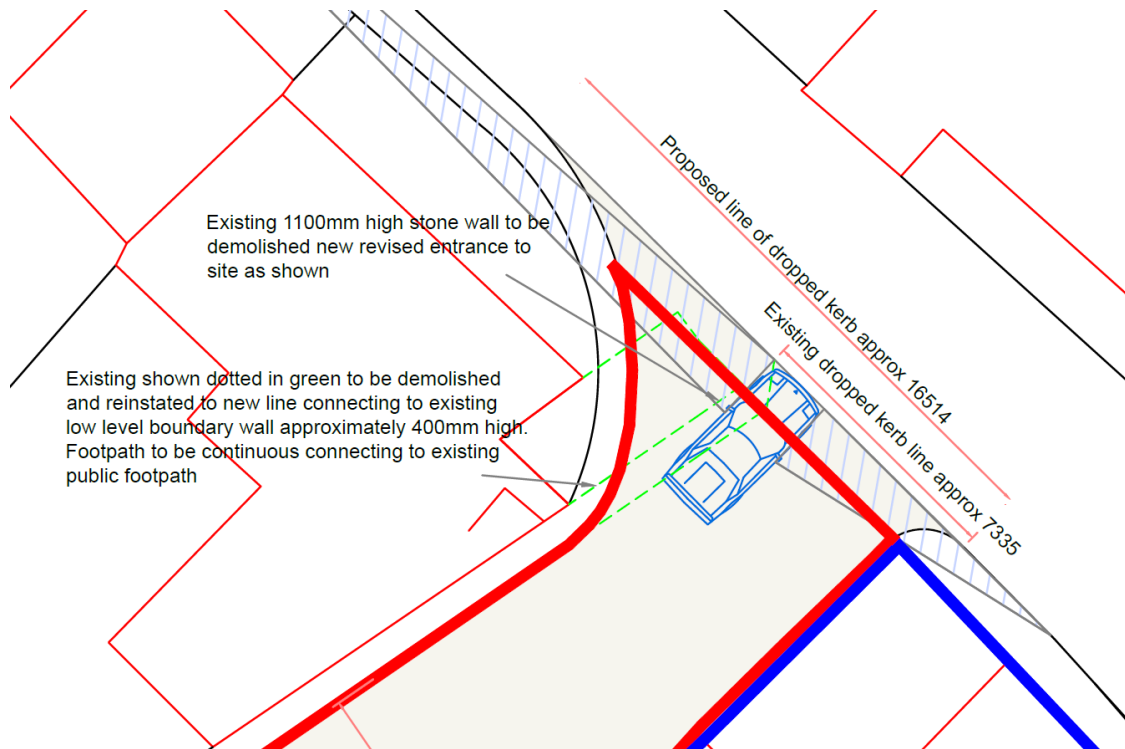 Proposed line of dropped kerb approx 16514
Existing 1100mm high stone wall to be
demolished new revised entrance to
site as shown
Existing dropped kerb line approx 7335
Existing shown dotted in green to be demolished
and reinstated to new line connecting to existing
low level boundary wall approximately 400mm high.
Footpath to be continuous connecting to existing
public footpath